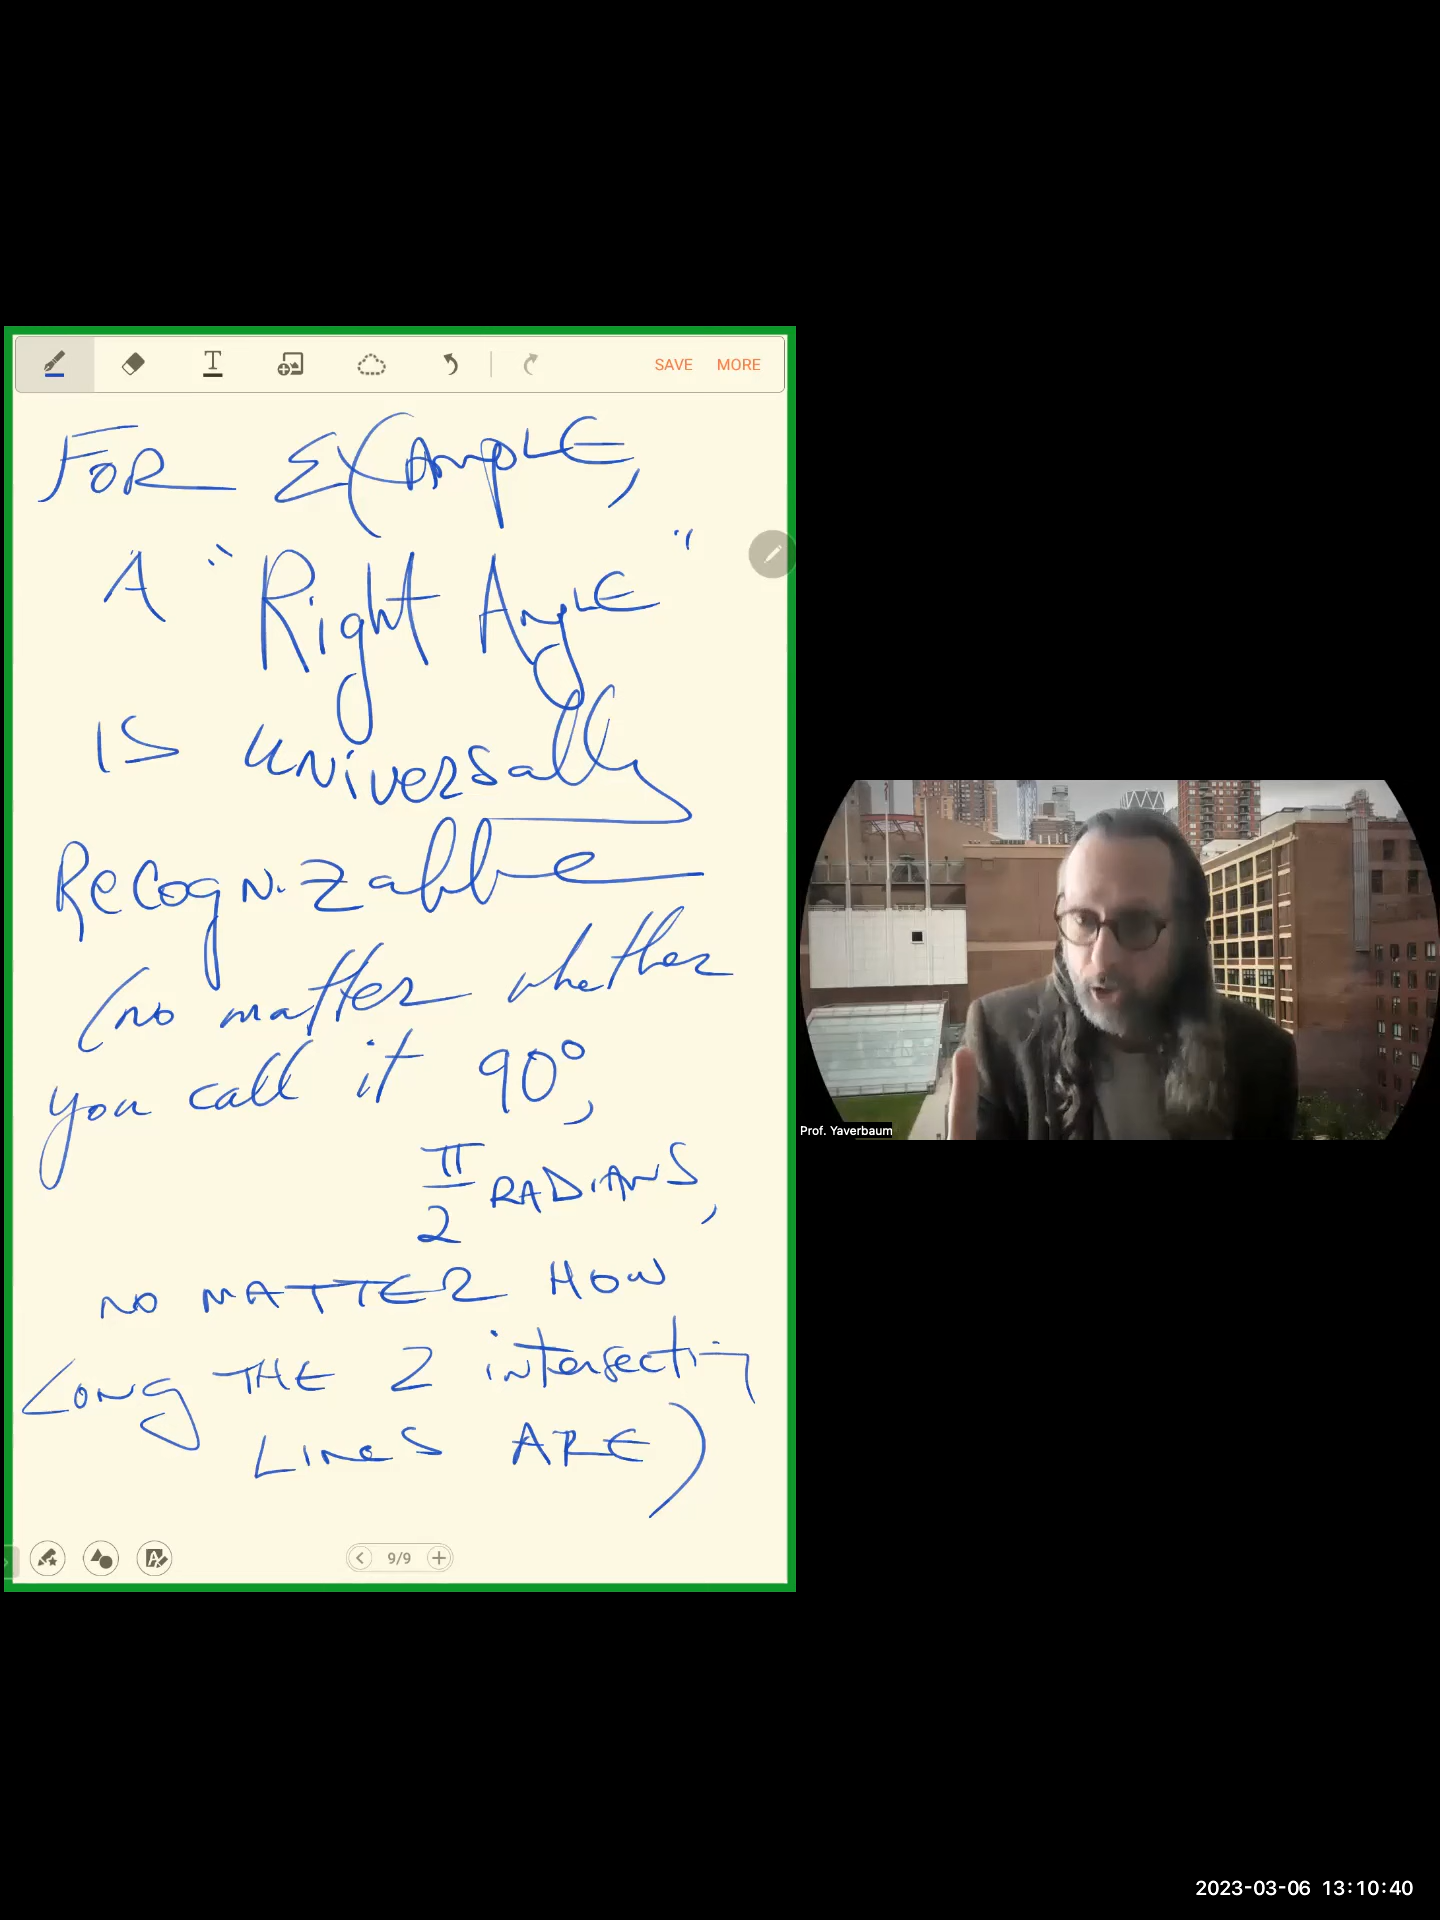 T
SAVE
MORE
FOR EXAMPLE,
A "Right Angle"
IS universally
Recognizable
(no matter whether
you call it 90°,
π/2 RADIANS,
NO MATTER HOW
LONG THE 2 intersecting
LINES ARE)
A
9/9
Prof. Yaverbaum
2023-03-06 13:10:40